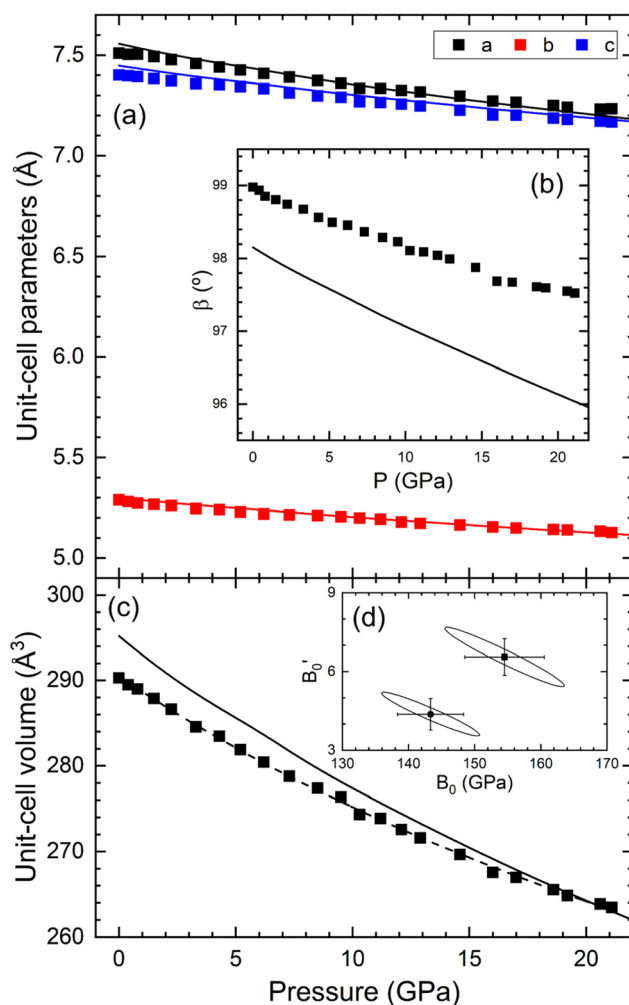 a b c
(a)
7.5
7.0
6.5
6.0
5.5
5.0
Unit-cell parameters (Å)
(b)
99
98
97
96
β (º)
0 5 10 15 20
P (GPa)
(c)
300
290
280
270
260
Unit-cell volume (Å³)
(d)
9
6
3
B₀'
130 140 150 160 170
B₀ (GPa)
0 5 10 15 20
Pressure (GPa)